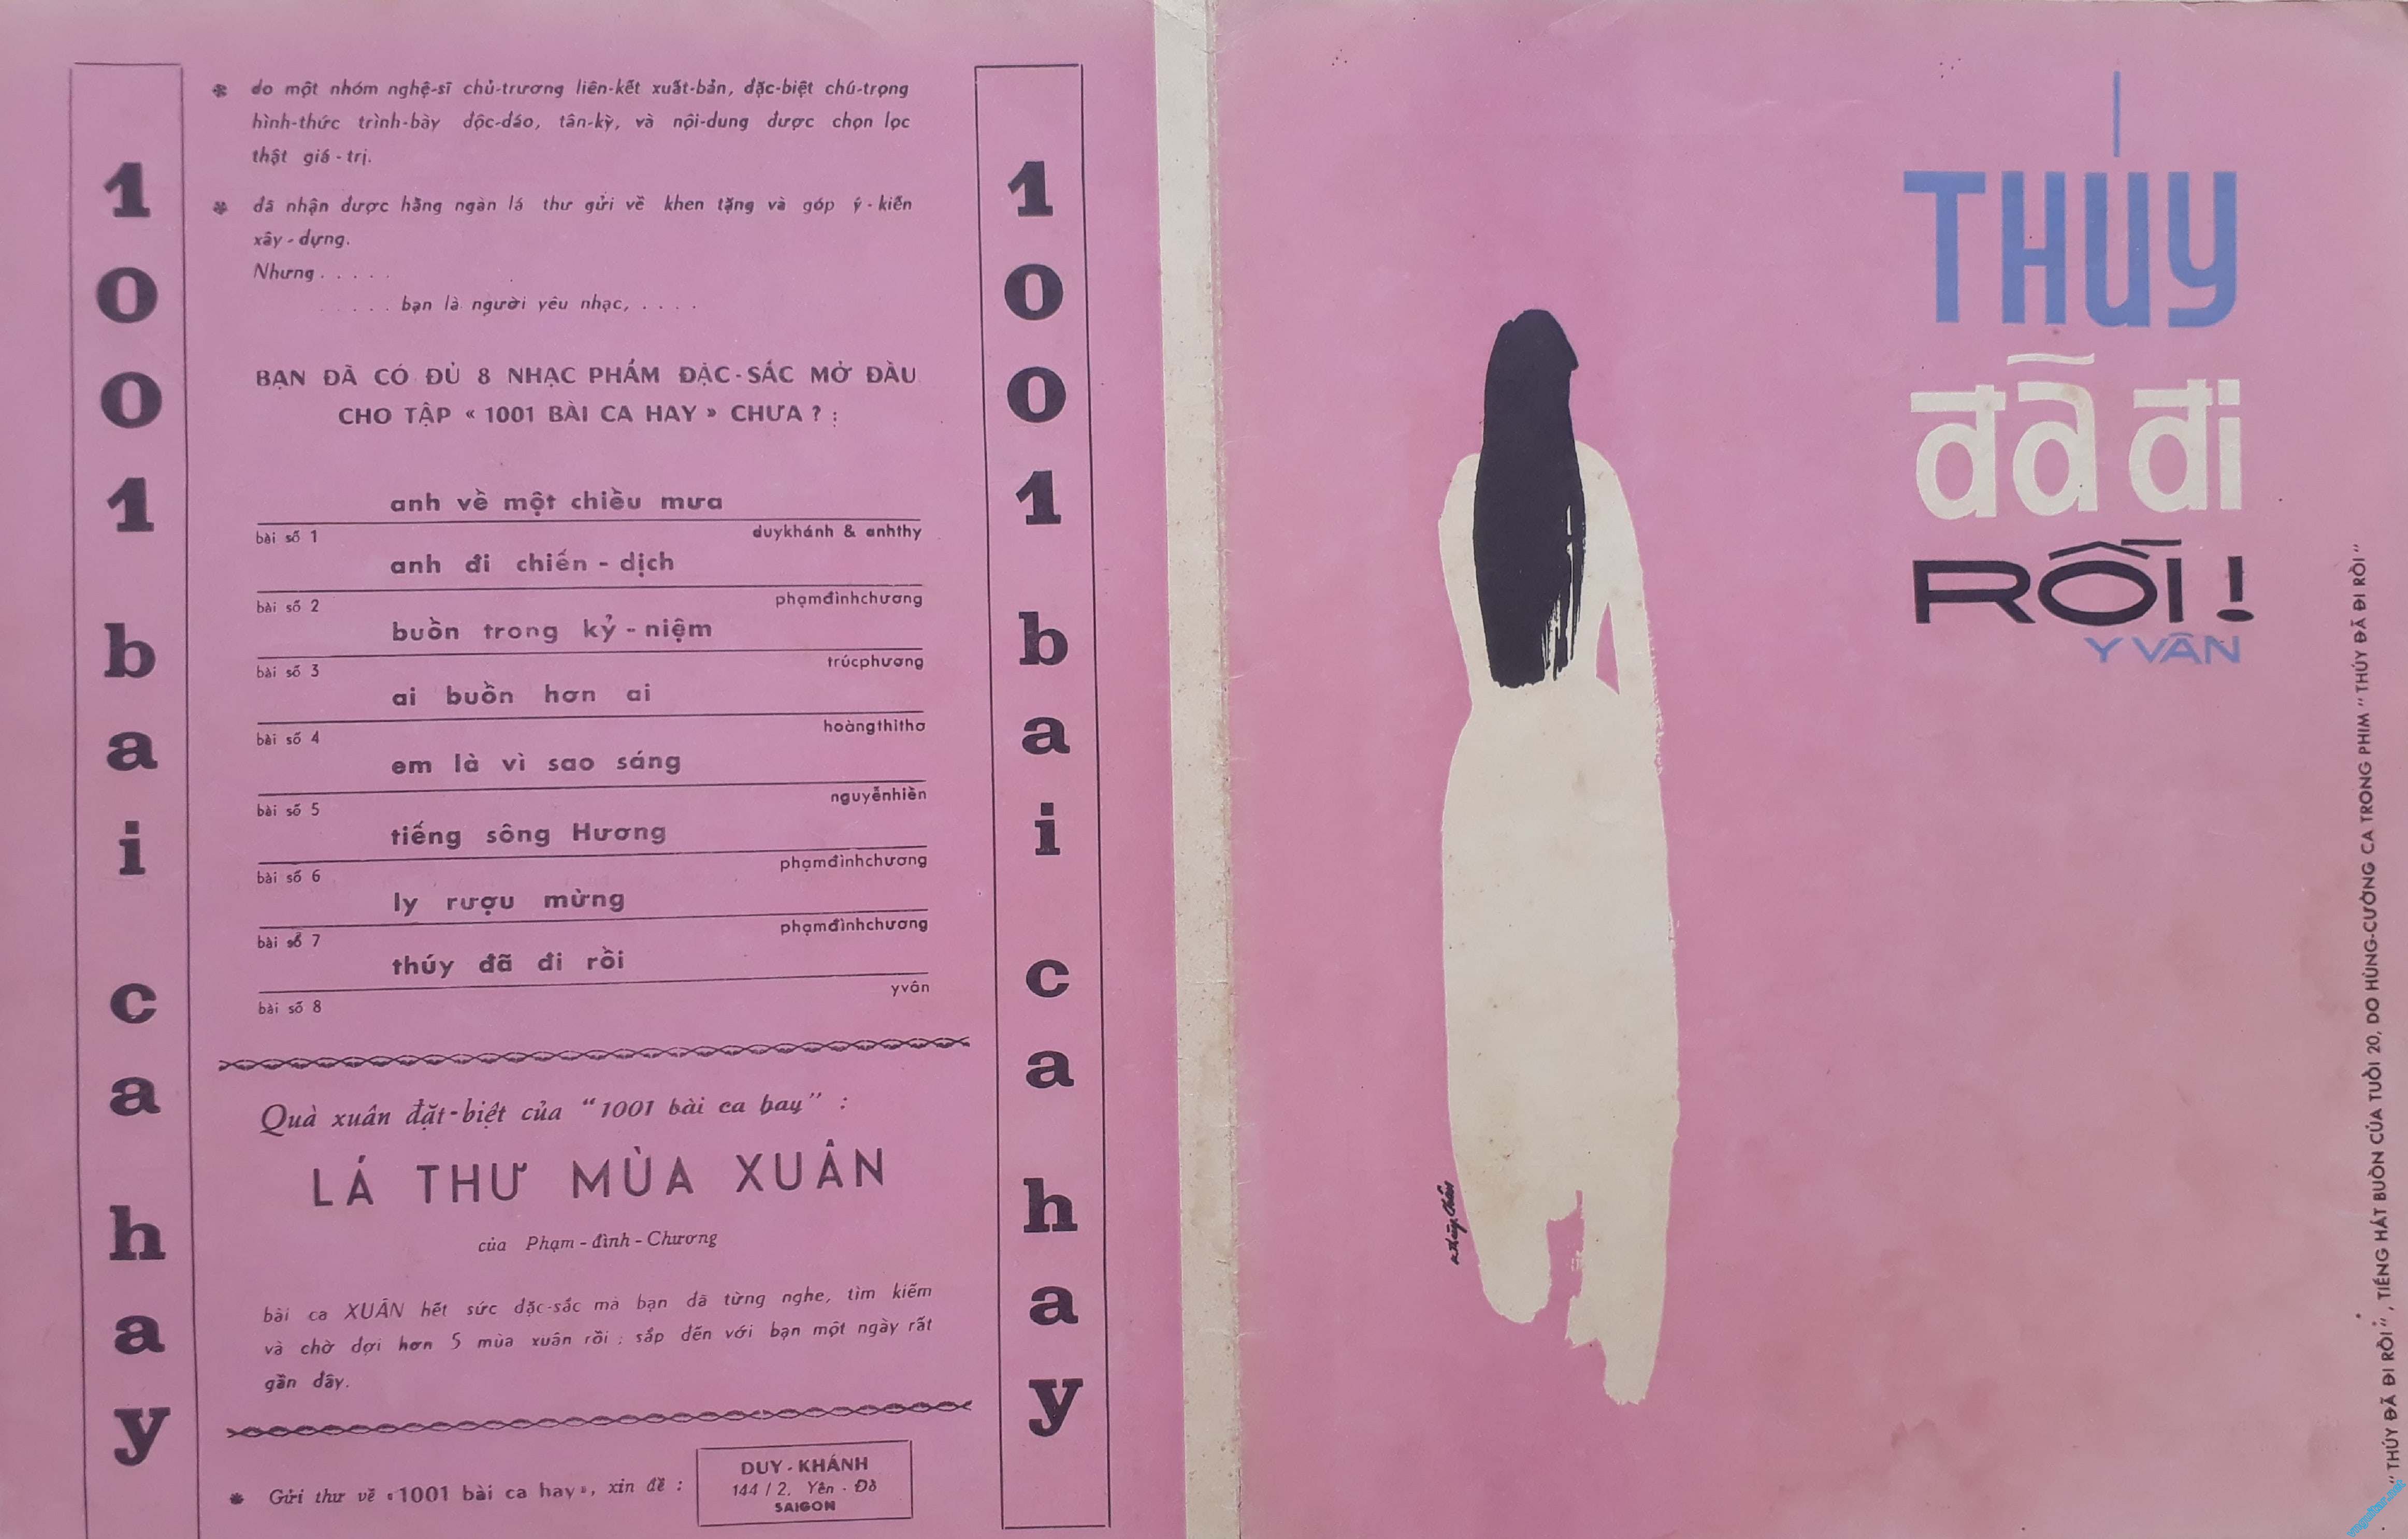 1001 bai ca hay
* do một nhóm nghệ-sĩ chủ-trương liên-kết xuất-bản, đặc-biệt chú-trọng
hình-thức trình-bày độc-đáo, tân-kỳ, và nội-dung được chọn lọc
thật giá-trị.
* đã nhận được hằng ngàn lá thư gửi về khen tặng và góp ý-kiến
xây-dựng.
Nhưng . . . . .
. . . . . bạn là người yêu nhạc, . . . .
BẠN ĐÃ CÓ ĐỦ 8 NHẠC PHẨM ĐẶC-SẮC MỞ ĐẦU
CHO TẬP « 1001 BÀI CA HAY » CHƯA ? :
anh về một chiều mưa
bài số 1 duykhánh & anhthy
anh đi chiến-dịch
bài số 2 phạmđìnhchương
buồn trong kỷ-niệm
bài số 3 trúcphương
ai buồn hơn ai
bài số 4 hoàngthithơ
em là vì sao sáng
bài số 5 nguyễnhiền
tiếng sông Hương
bài số 6 phạmđìnhchương
ly rượu mừng
bài số 7 phạmđìnhchương
thúy đã đi rồi
bài số 8 yvân
Quà xuân đặt-biệt của "1001 bài ca hay" :
LÁ THƯ MÙA XUÂN
của Phạm-đình-Chương
bài ca XUÂN hết sức đặc-sắc mà bạn đã từng nghe, tìm kiếm
và chờ đợi hơn 5 mùa xuân rồi ; sắp đến với bạn một ngày rất
gần đây.
* Gửi thư về «1001 bài ca hay», xin đề :
DUY-KHÁNH
144/2, Yên-Đỏ
SAIGON
1001 bai ca hay
THÚY
đã đi
RỒI !
Y VÂN
"THÚY ĐÃ ĐI RỒI", TIẾNG HÁT BUỒN CỦA TUỔI 20, DO HÙNG-CƯỜNG CA TRONG PHIM "THÚY ĐÃ ĐI RỒI"